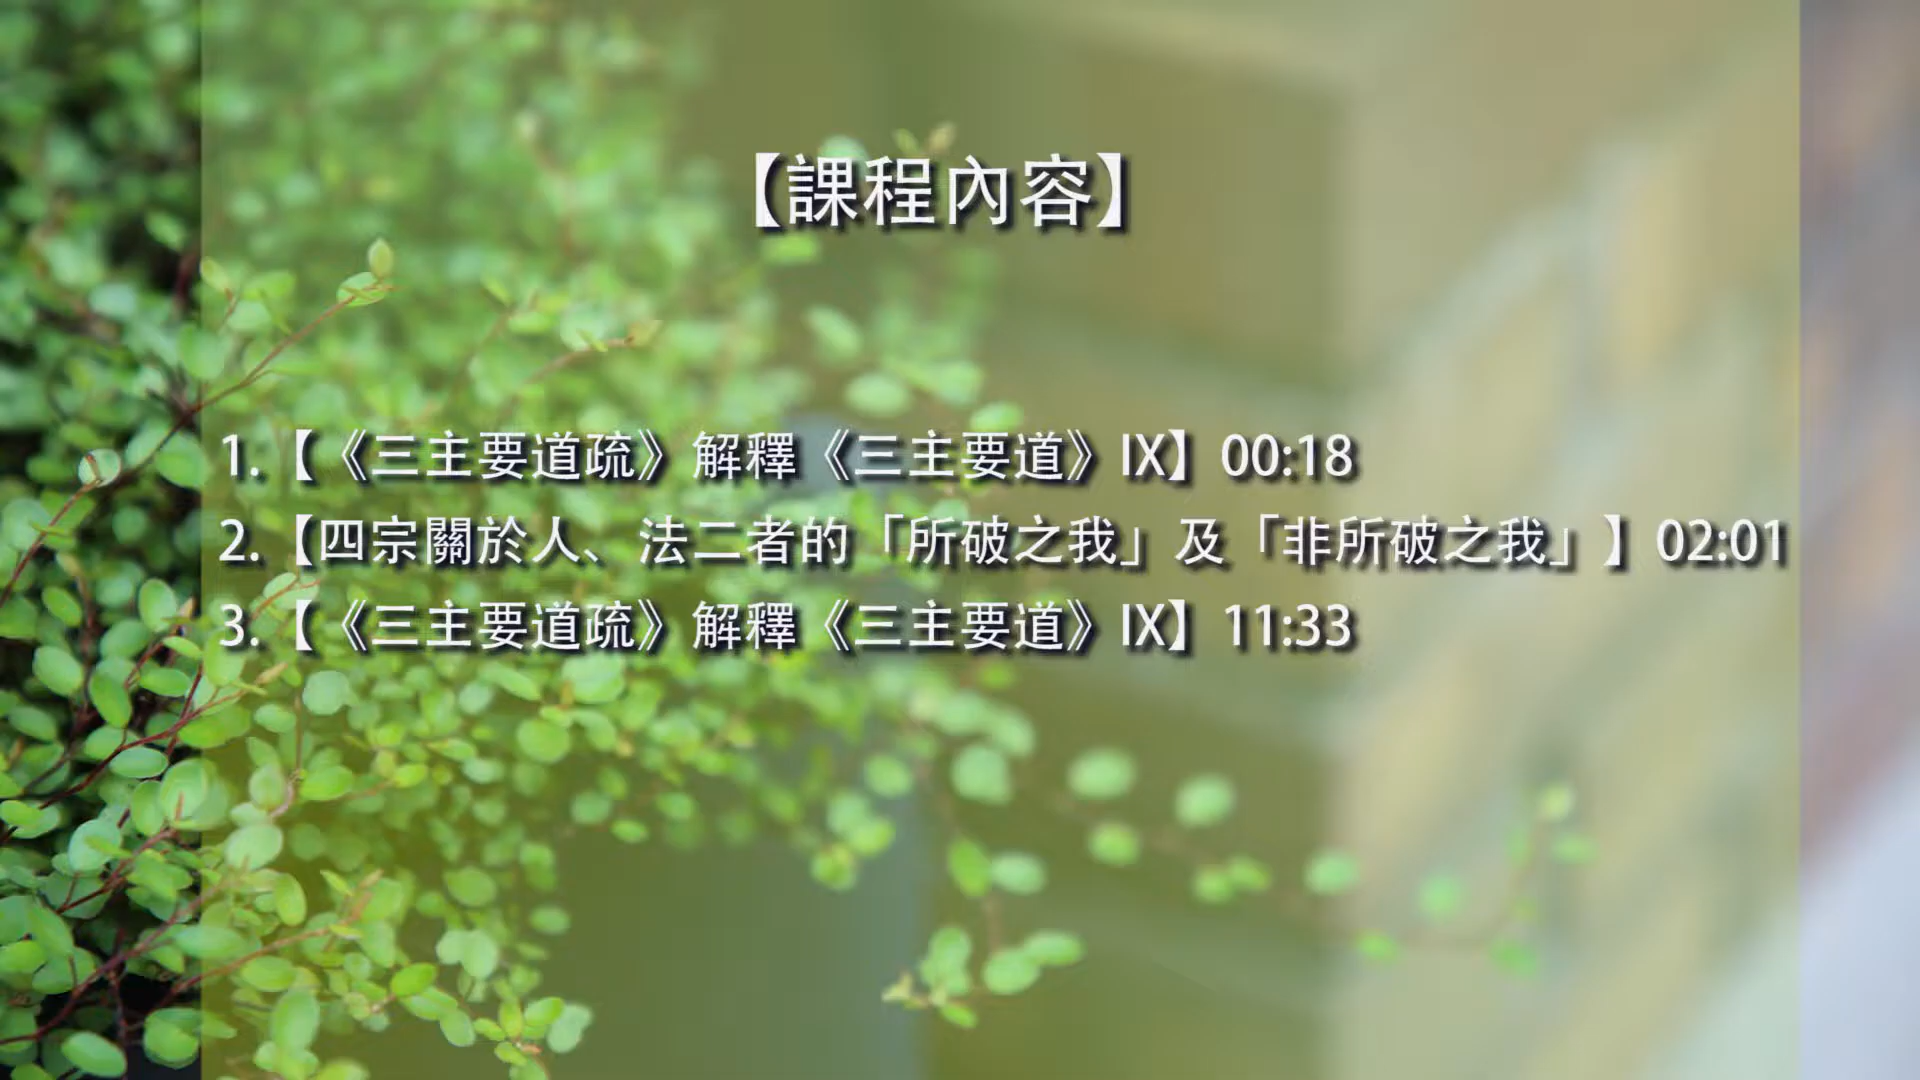 【課程內容】
1.【《三主要道疏》解釋《三主要道》IX】00:18
2.【四宗關於人、法二者的「所破之我」及「非所破之我」】02:01
3.【《三主要道疏》解釋《三主要道》IX】11:33